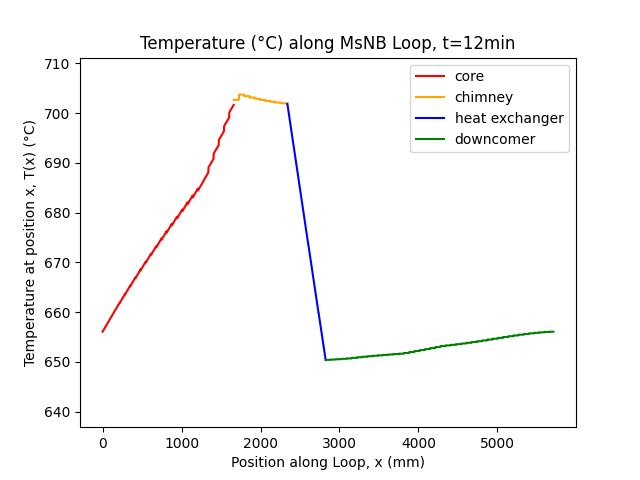 Temperature (°C) along MsNB Loop, t=12min
Temperature at position x, T(x) (°C)
710
700
690
680
670
660
650
640
core
chimney
heat exchanger
downcomer
0
1000
2000
3000
4000
5000
Position along Loop, x (mm)